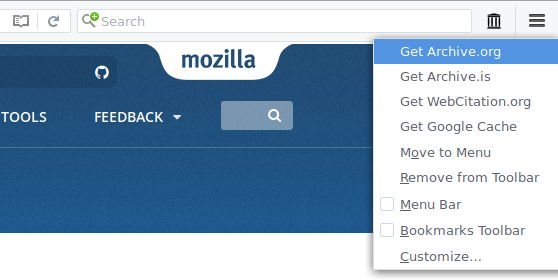 Search
mozilla
TOOLS
FEEDBACK
Get Archive.org
Get Archive.is
Get WebCitation.org
Get Google Cache
Move to Menu
Remove from Toolbar
Menu Bar
Bookmarks Toolbar
Customize...